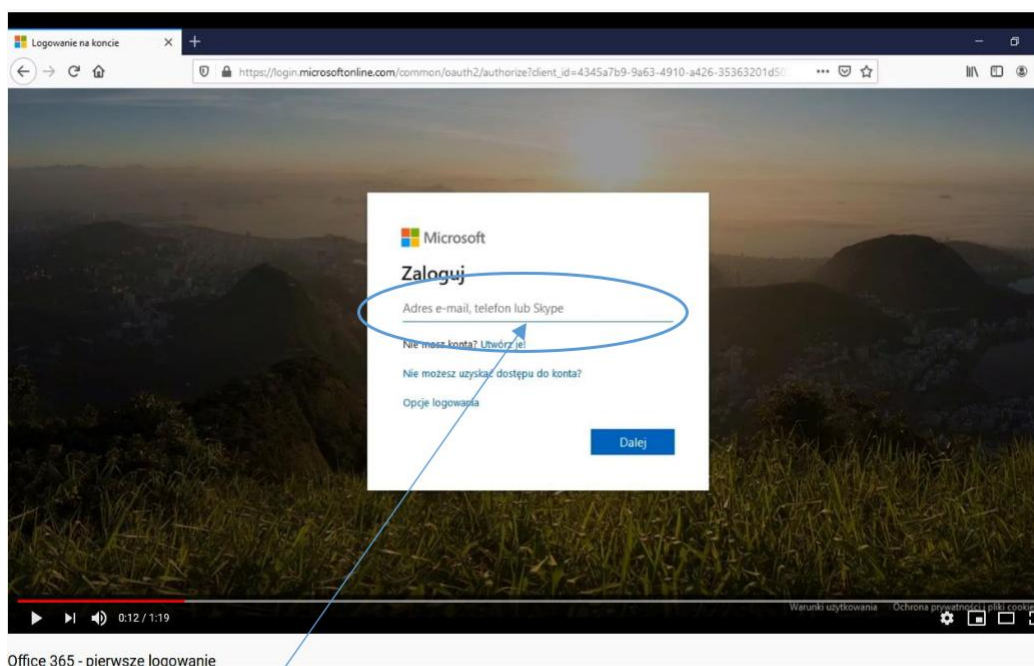 Logowanie na koncie
https://login.microsoftonline.com/common/oauth2/authorize?client_id=4345a7b9-9a63-4910-a426-35363201d50
Microsoft
Zaloguj
Adres e-mail, telefon lub Skype
Nie masz konta? Utwórz je!
Nie możesz uzyskać dostępu do konta?
Opcje logowania
Dalej
Warunki użytkowania Ochrona prywatności i pliki cookie
0:12 / 1:19
Office 365 - pierwsze logowanie